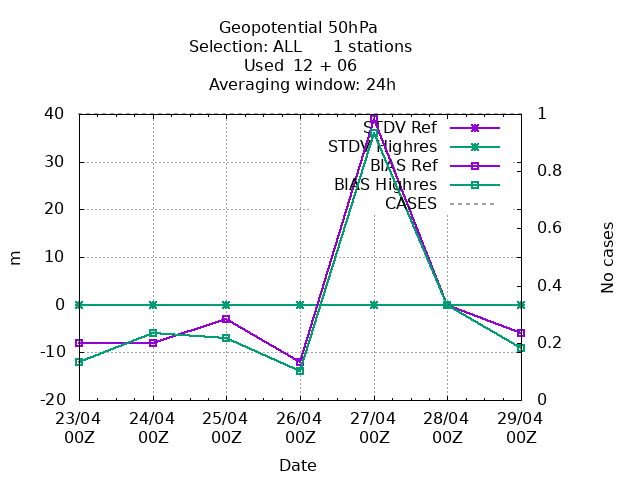 Geopotential 50hPa
Selection: ALL 1 stations
Used 12 + 06
Averaging window: 24h
40
30
20
10
0
-10
-20
m
1
0.8
0.6
0.4
0.2
0
No cases
STDV Ref
STDV Highres
BIAS Ref
BIAS Highres
CASES
23/04 24/04 25/04 26/04 27/04 28/04 29/04
00Z 00Z 00Z 00Z 00Z 00Z 00Z
Date